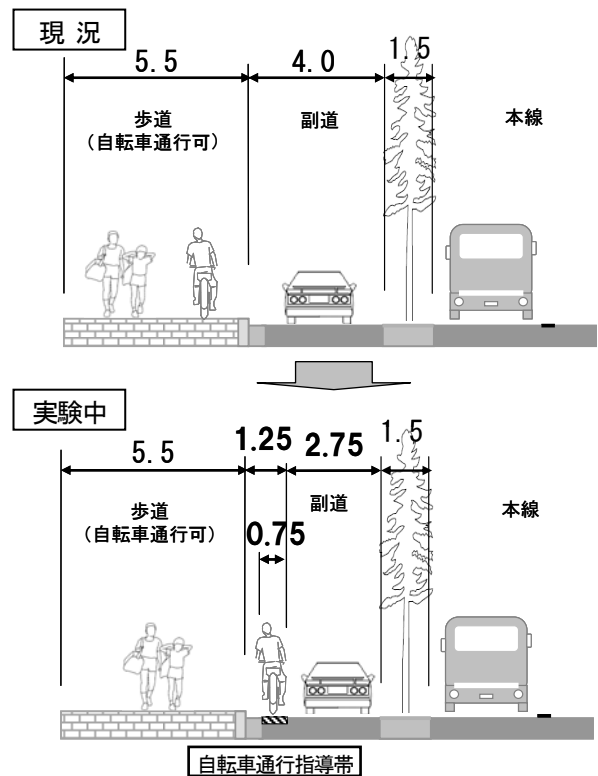 現 況
5.5
4.0
1.5
歩道
(自転車通行可)
副道
本線
実験中
5.5
1.25
2.75
1.5
歩道
(自転車通行可)
0.75
副道
本線
自転車通行指導帯